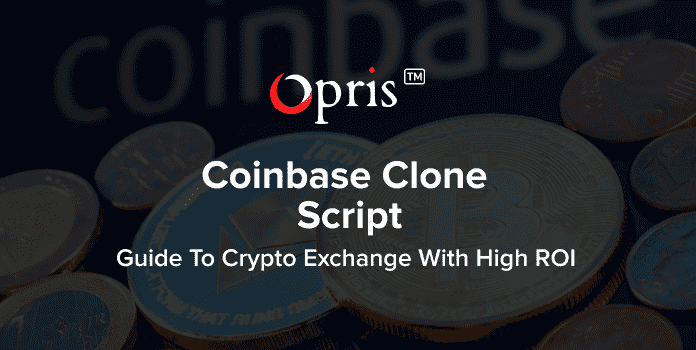 coinbase
Opris™
Coinbase Clone
Script
Guide To Crypto Exchange With High ROI